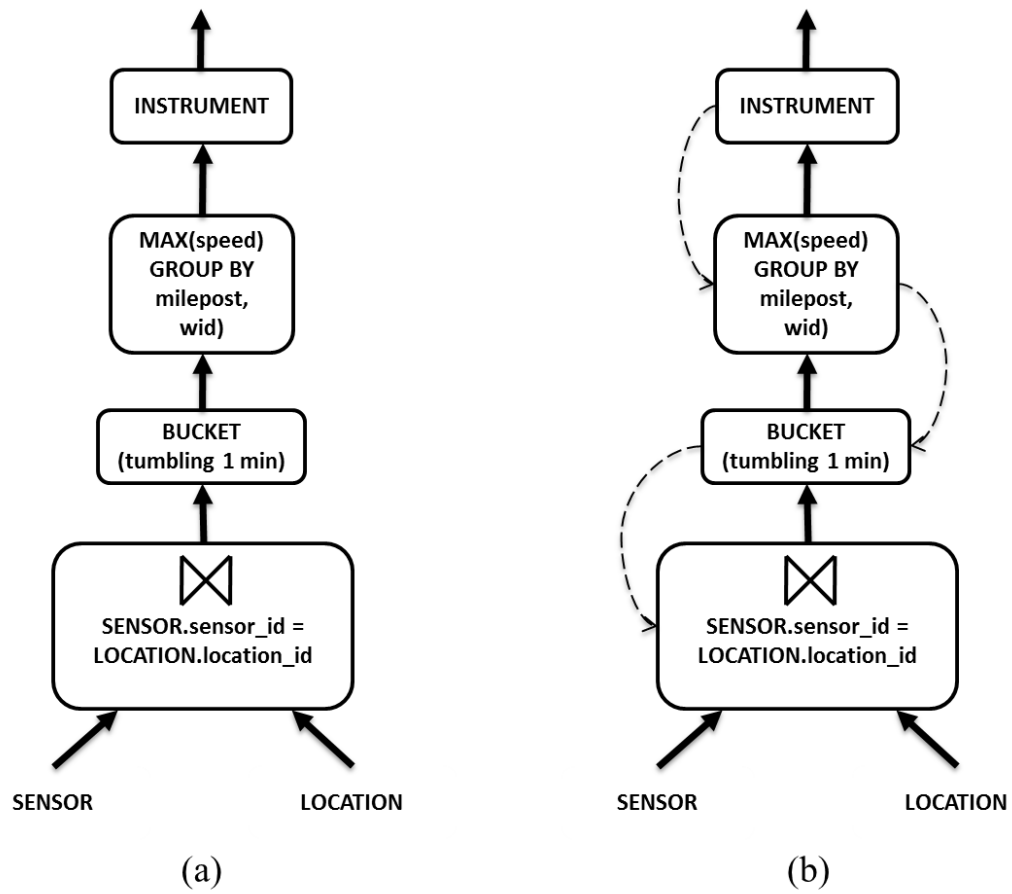 INSTRUMENT
MAX(speed)
GROUP BY
milepost,
wid)
BUCKET
(tumbling 1 min)
SENSOR.sensor_id =
LOCATION.location_id
SENSOR
LOCATION
(a)
INSTRUMENT
MAX(speed)
GROUP BY
milepost,
wid)
BUCKET
(tumbling 1 min)
SENSOR.sensor_id =
LOCATION.location_id
SENSOR
LOCATION
(b)